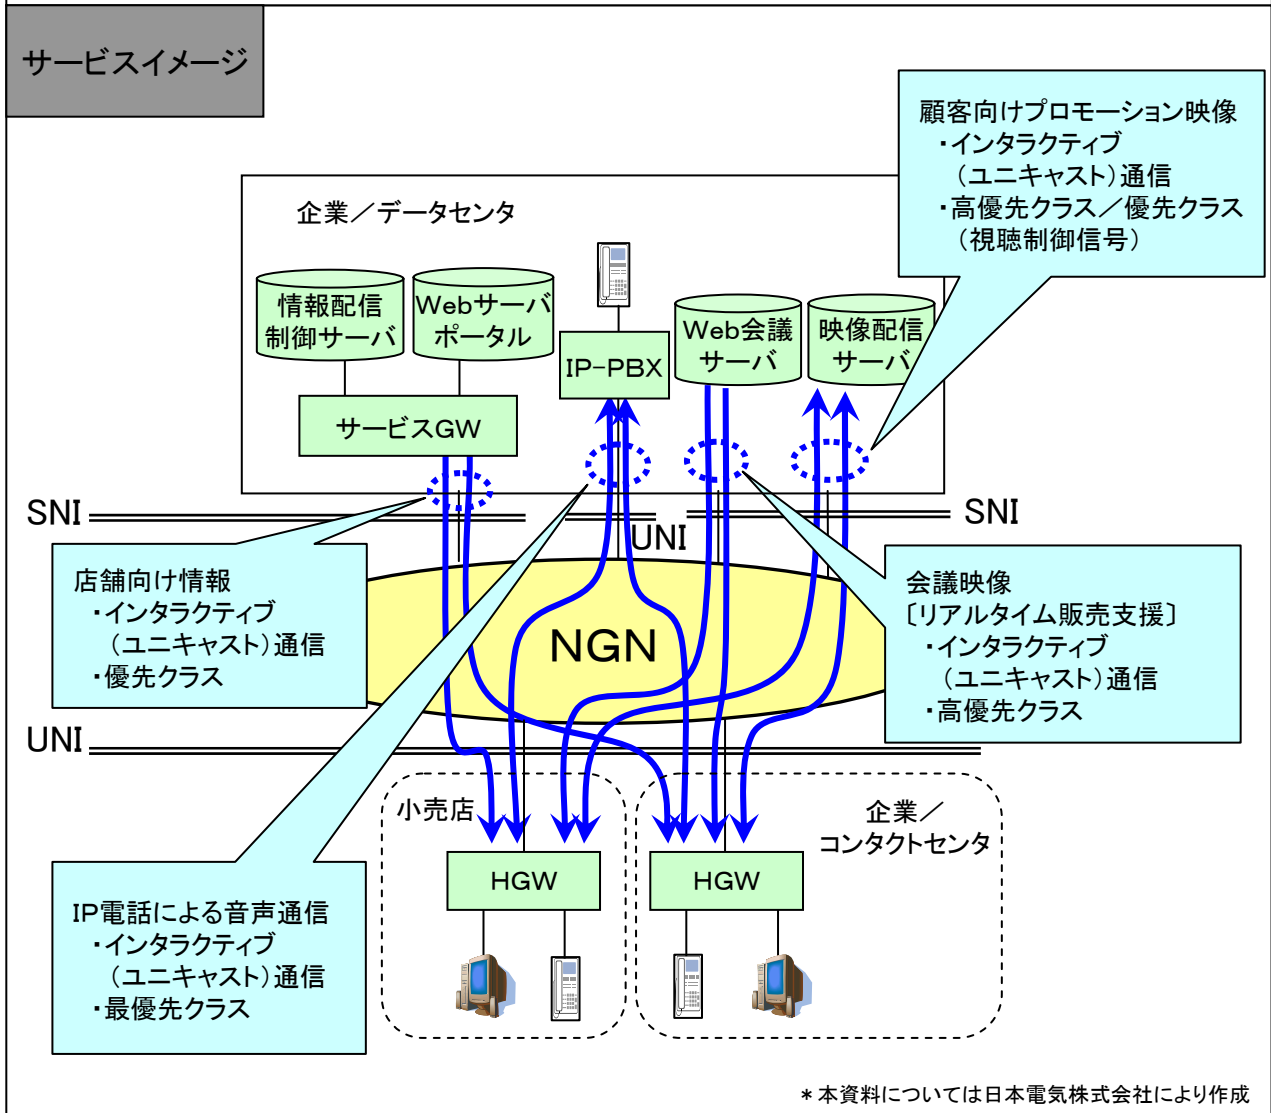 サービスイメージ
顧客向けプロモーション映像
・インタラクティブ
（ユニキャスト）通信
・高優先クラス／優先クラス
（視聴制御信号）
企業／データセンタ
情報配信
制御サーバ
Webサーバ
ポータル
IP-PBX
Web会議
サーバ
映像配信
サーバ
サービスGW
SNI
SNI
UNI
店舗向け情報
・インタラクティブ
（ユニキャスト）通信
・優先クラス
NGN
会議映像
〔リアルタイム販売支援〕
・インタラクティブ
（ユニキャスト）通信
・高優先クラス
UNI
小売店
企業／
コンタクトセンタ
HGW
HGW
IP電話による音声通信
・インタラクティブ
（ユニキャスト）通信
・最優先クラス
＊本資料については日本電気株式会社により作成